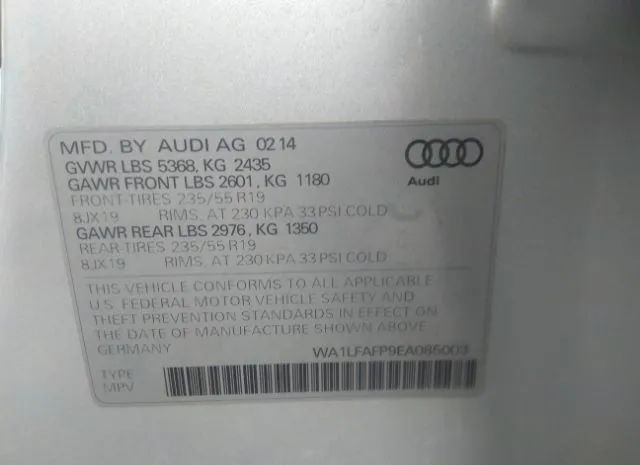 MFD. BY AUDI AG 02 14
GVWR LBS 5368, KG 2435
GAWR FRONT LBS 2601, KG 1180
FRONT-TIRES 235/55 R19
8JX19 RIMS, AT 230 KPA 33 PSI COLD
GAWR REAR LBS 2976, KG 1350
REAR-TIRES 235/55 R19
8JX19 RIMS, AT 230 KPA 33 PSI COLD
Audi
THIS VEHICLE CONFORMS TO ALL APPLICABLE
U.S. FEDERAL MOTOR VEHICLE SAFETY AND
THEFT PREVENTION STANDARDS IN EFFECT ON
THE DATE OF MANUFACTURE SHOWN ABOVE
GERMANY
WA1LFAFP9EA085003
TYPE
MPV